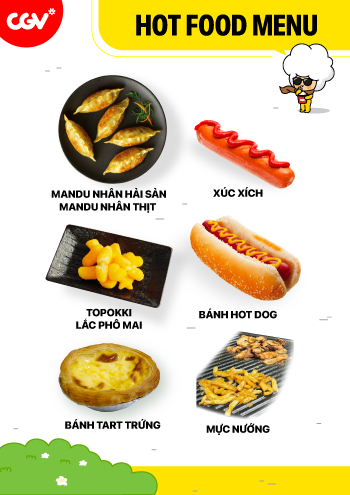 CGV
HOT FOOD MENU
MANDU NHÂN HẢI SẢN
MANDU NHÂN THỊT
XÚC XÍCH
TOPOKKI
LẮC PHÔ MAI
BÁNH HOT DOG
BÁNH TART TRỨNG
MỰC NƯỚNG